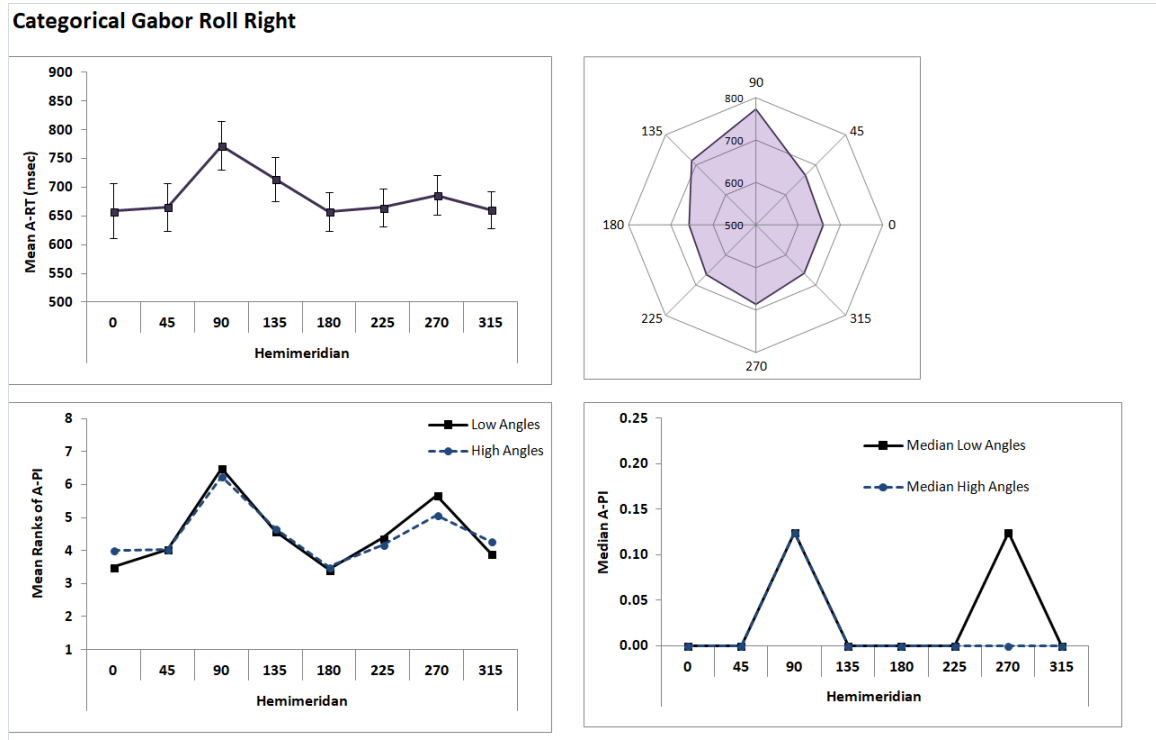 Categorical Gabor Roll Right
Mean A-RT (msec)
900
850
800
750
700
650
600
550
500
0 45 90 135 180 225 270 315
Hemimeridian
90
800
135 45
700
600
180 500 0
225 315
270
Mean Ranks of A-PI
8
7
6
5
4
3
2
1
Low Angles
High Angles
0 45 90 135 180 225 270 315
Hemimeridan
Median A-PI
0.25
0.20
0.15
0.10
0.05
0.00
Median Low Angles
Median High Angles
0 45 90 135 180 225 270 315
Hemimeridian